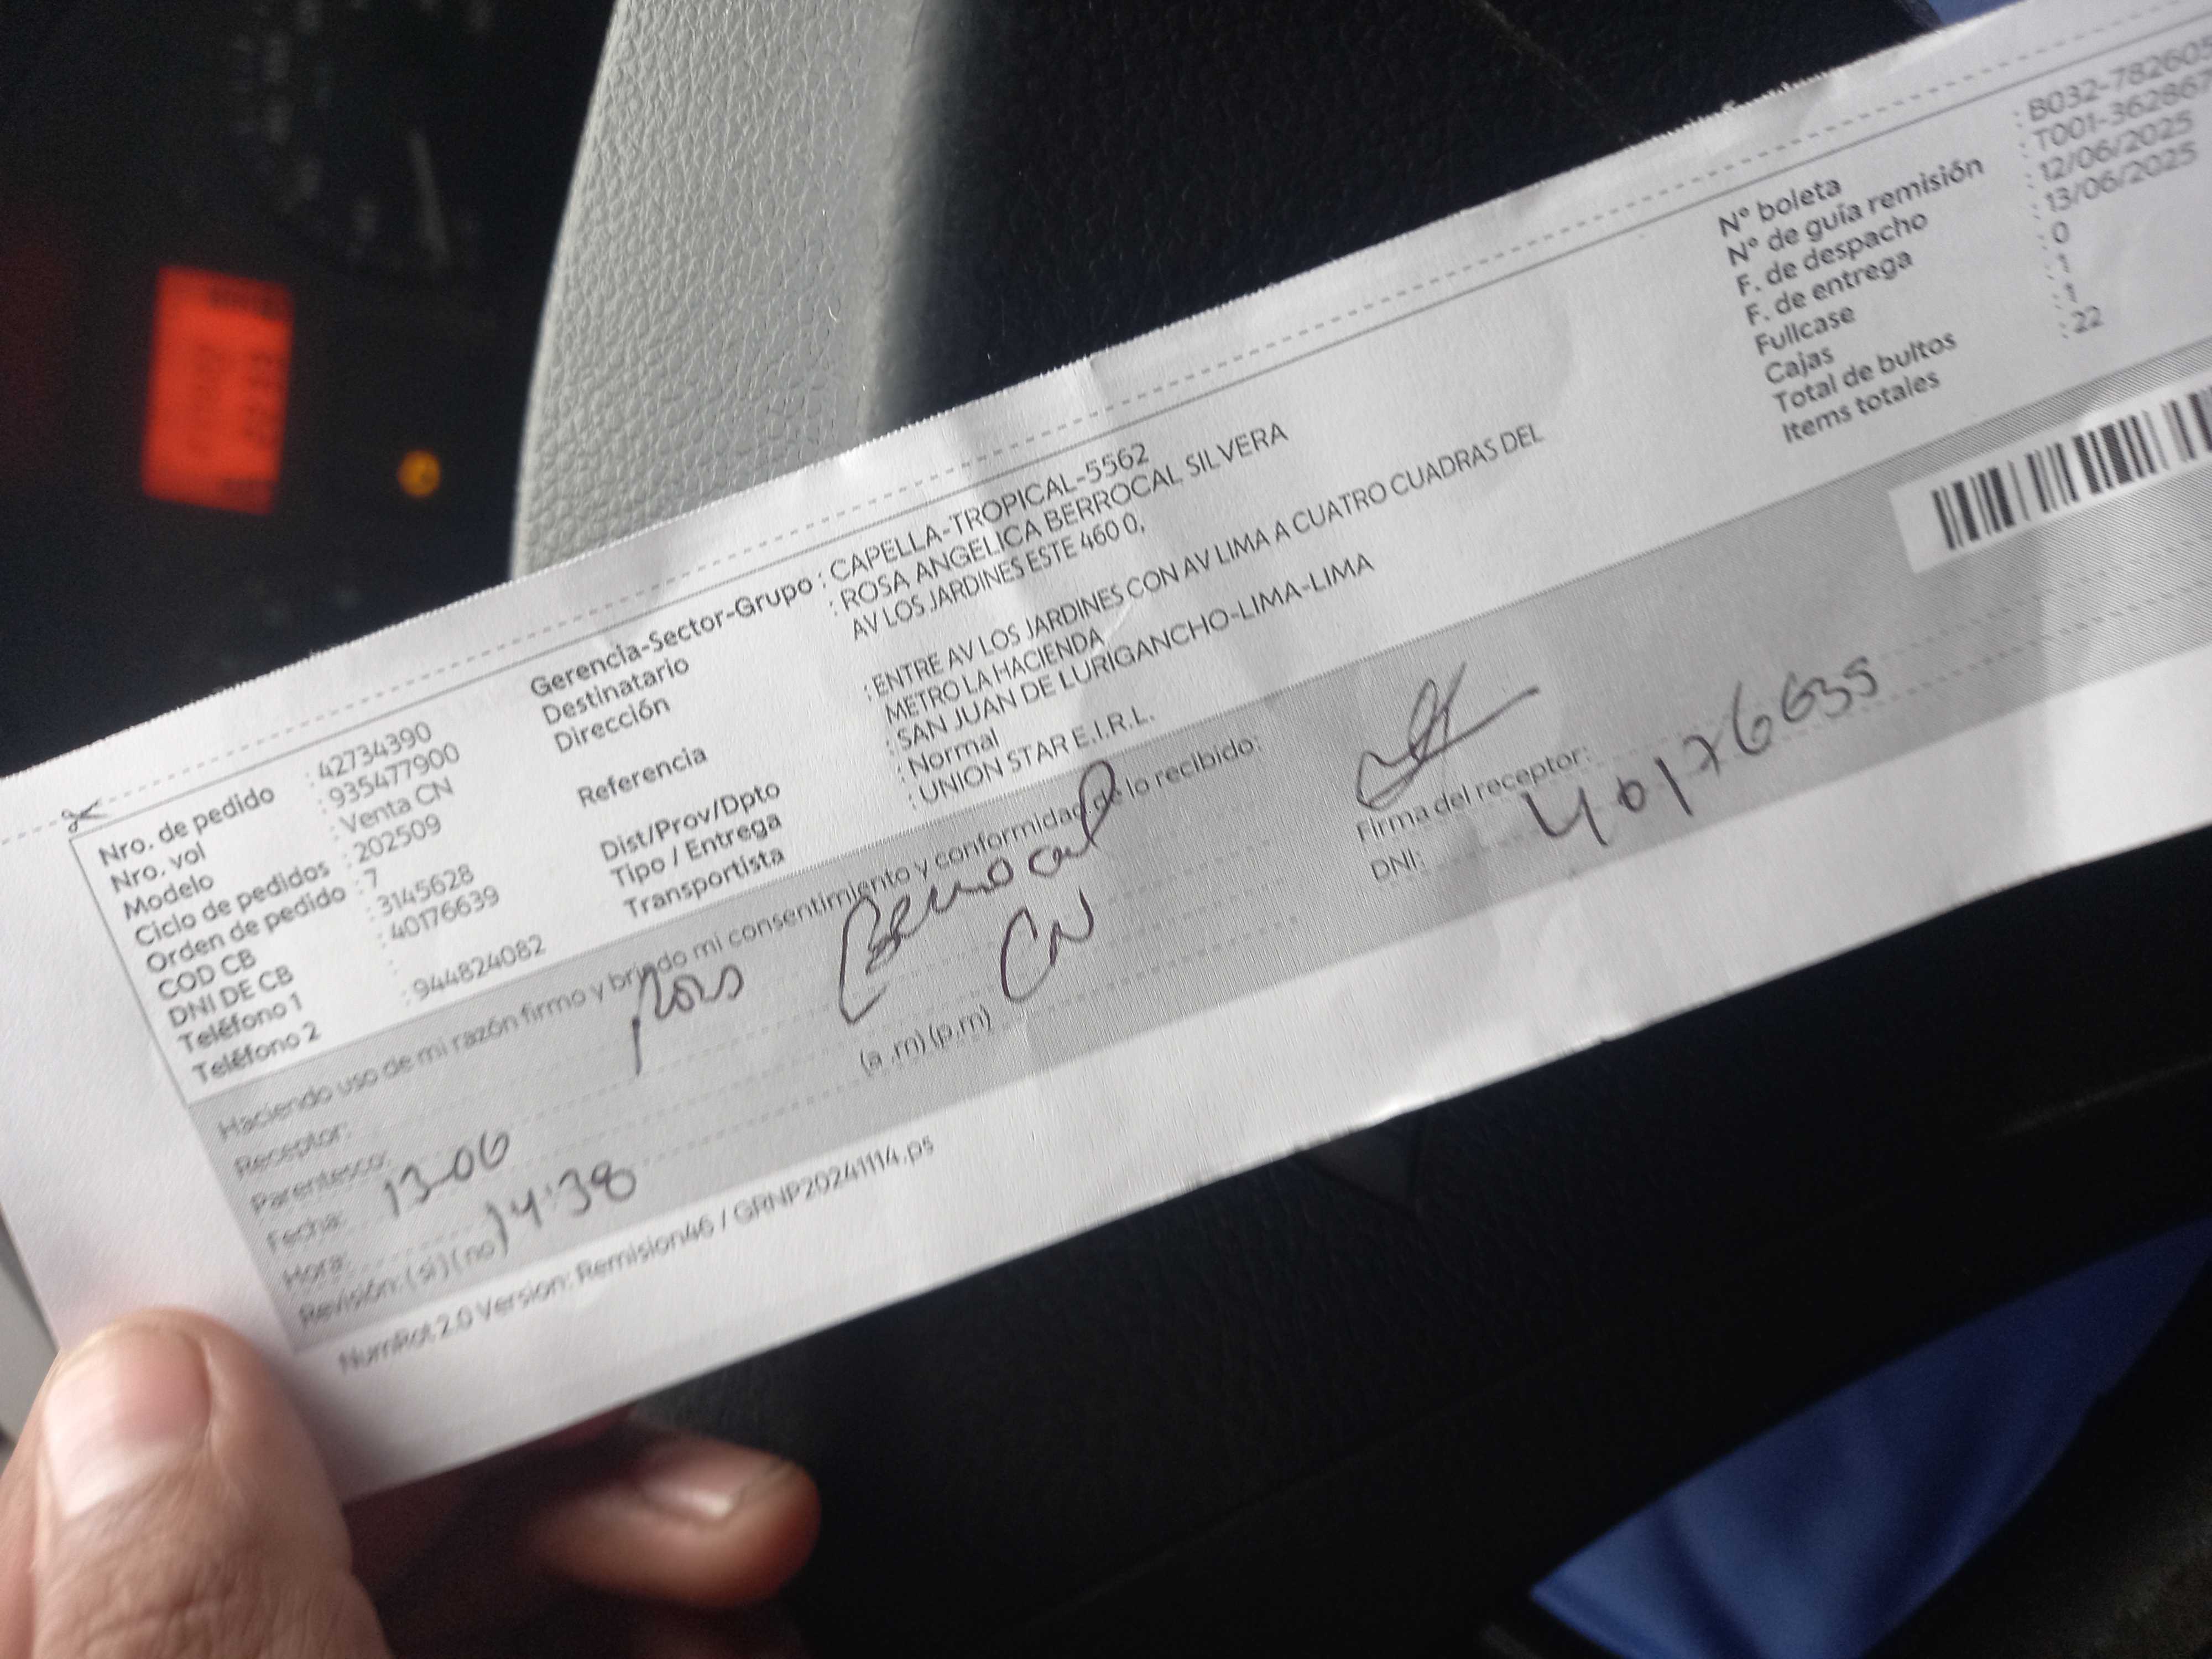 Nro. de pedido : 42734390
Nro. vol : 935477900
Modelo : Venta CN
Ciclo de pedidos : 202509
Orden de pedido : 7
COD CB : 3145628
DNI DE CB : 40176639
Teléfono 1 :
Teléfono 2 : 944824082
Gerencia-Sector-Grupo : CAPELLA-TROPICAL-5562
Destinatario : ROSA ANGELICA BERROCAL SILVERA
Dirección AV LOS JARDINES ESTE 460 0,
Referencia : ENTRE AV LOS JARDINES CON AV LIMA A CUATRO CUADRAS DEL
METRO LA HACIENDA
Dist/Prov/Dpto : SAN JUAN DE LURIGANCHO-LIMA-LIMA
Tipo / Entrega : Normal
Transportista : UNION STAR E.I.R.L.
N° boleta : B032-782605
N° de guía remisión : T001-362867
F. de despacho : 12/06/2025
F. de entrega : 13/06/2025
Fullcase : 0
Cajas : 1
Total de bultos : 1
Items totales : 22
Haciendo uso de mi razón firmo y brindo mi consentimiento y conformidad de lo recibido:
Receptor: Berrocal
Parentesco: CN
Fecha: 13-06
Hora: 14:38 (a.m) (p.m)
Revisión: (si) (no)
Firma del receptor:
DNI: 40176635
NumRot 2.0 Version: Remision46 / GRNP20241114.ps